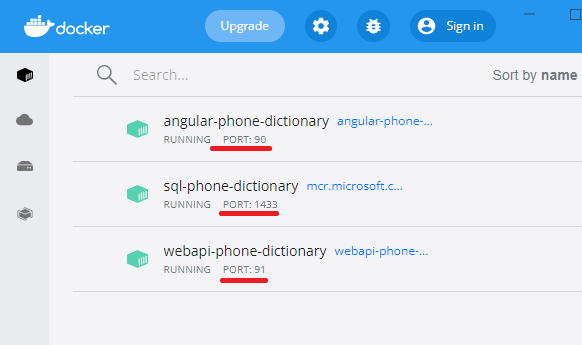 docker
Upgrade
Sign in
Search...
Sort by name
angular-phone-dictionary angular-phone-...
RUNNING PORT: 90
sql-phone-dictionary mcr.microsoft.c...
RUNNING PORT: 1433
webapi-phone-dictionary webapi-phone-...
RUNNING PORT: 91